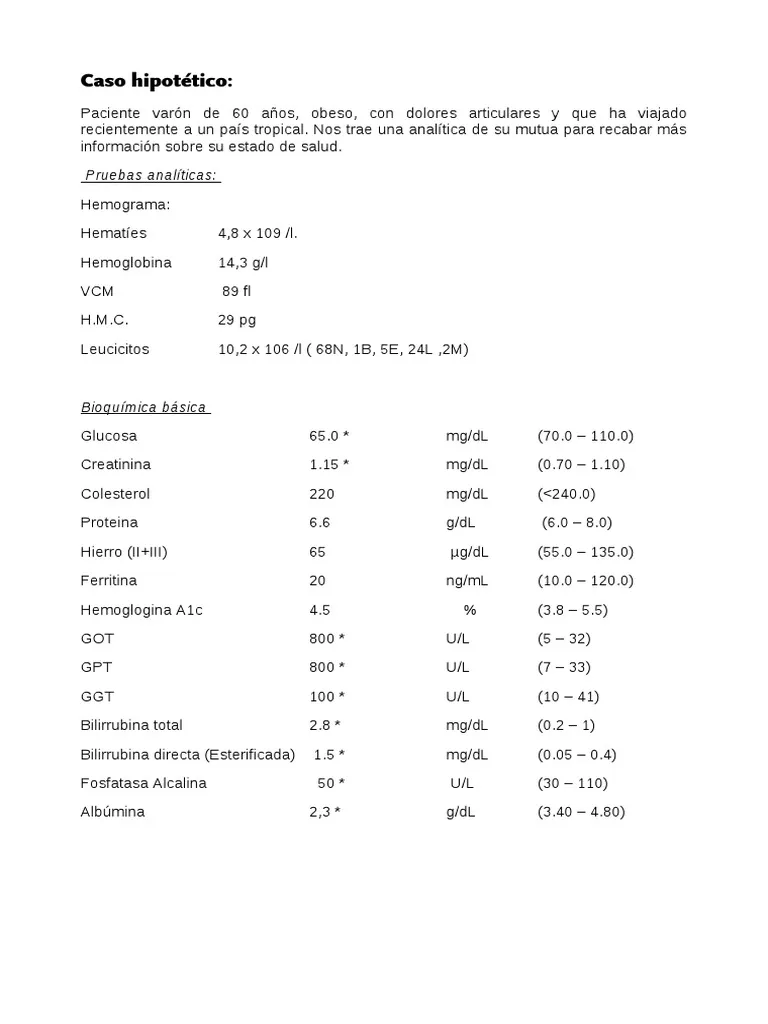 Caso hipotético:
Paciente varón de 60 años, obeso, con dolores articulares y que ha viajado
recientemente a un país tropical. Nos trae una analítica de su mutua para recabar más
información sobre su estado de salud.
Pruebas analíticas:
Hemograma:
Hematíes 4,8 x 109 /l.
Hemoglobina 14,3 g/l
VCM 89 fl
H.M.C. 29 pg
Leucicitos 10,2 x 106 /l ( 68N, 1B, 5E, 24L ,2M)
Bioquímica básica
Glucosa 65.0 * mg/dL (70.0 – 110.0)
Creatinina 1.15 * mg/dL (0.70 – 1.10)
Colesterol 220 mg/dL (<240.0)
Proteina 6.6 g/dL (6.0 – 8.0)
Hierro (II+III) 65 µg/dL (55.0 – 135.0)
Ferritina 20 ng/mL (10.0 – 120.0)
Hemoglogina A1c 4.5 % (3.8 – 5.5)
GOT 800 * U/L (5 – 32)
GPT 800 * U/L (7 – 33)
GGT 100 * U/L (10 – 41)
Bilirrubina total 2.8 * mg/dL (0.2 – 1)
Bilirrubina directa (Esterificada) 1.5 * mg/dL (0.05 – 0.4)
Fosfatasa Alcalina 50 * U/L (30 – 110)
Albúmina 2,3 * g/dL (3.40 – 4.80)